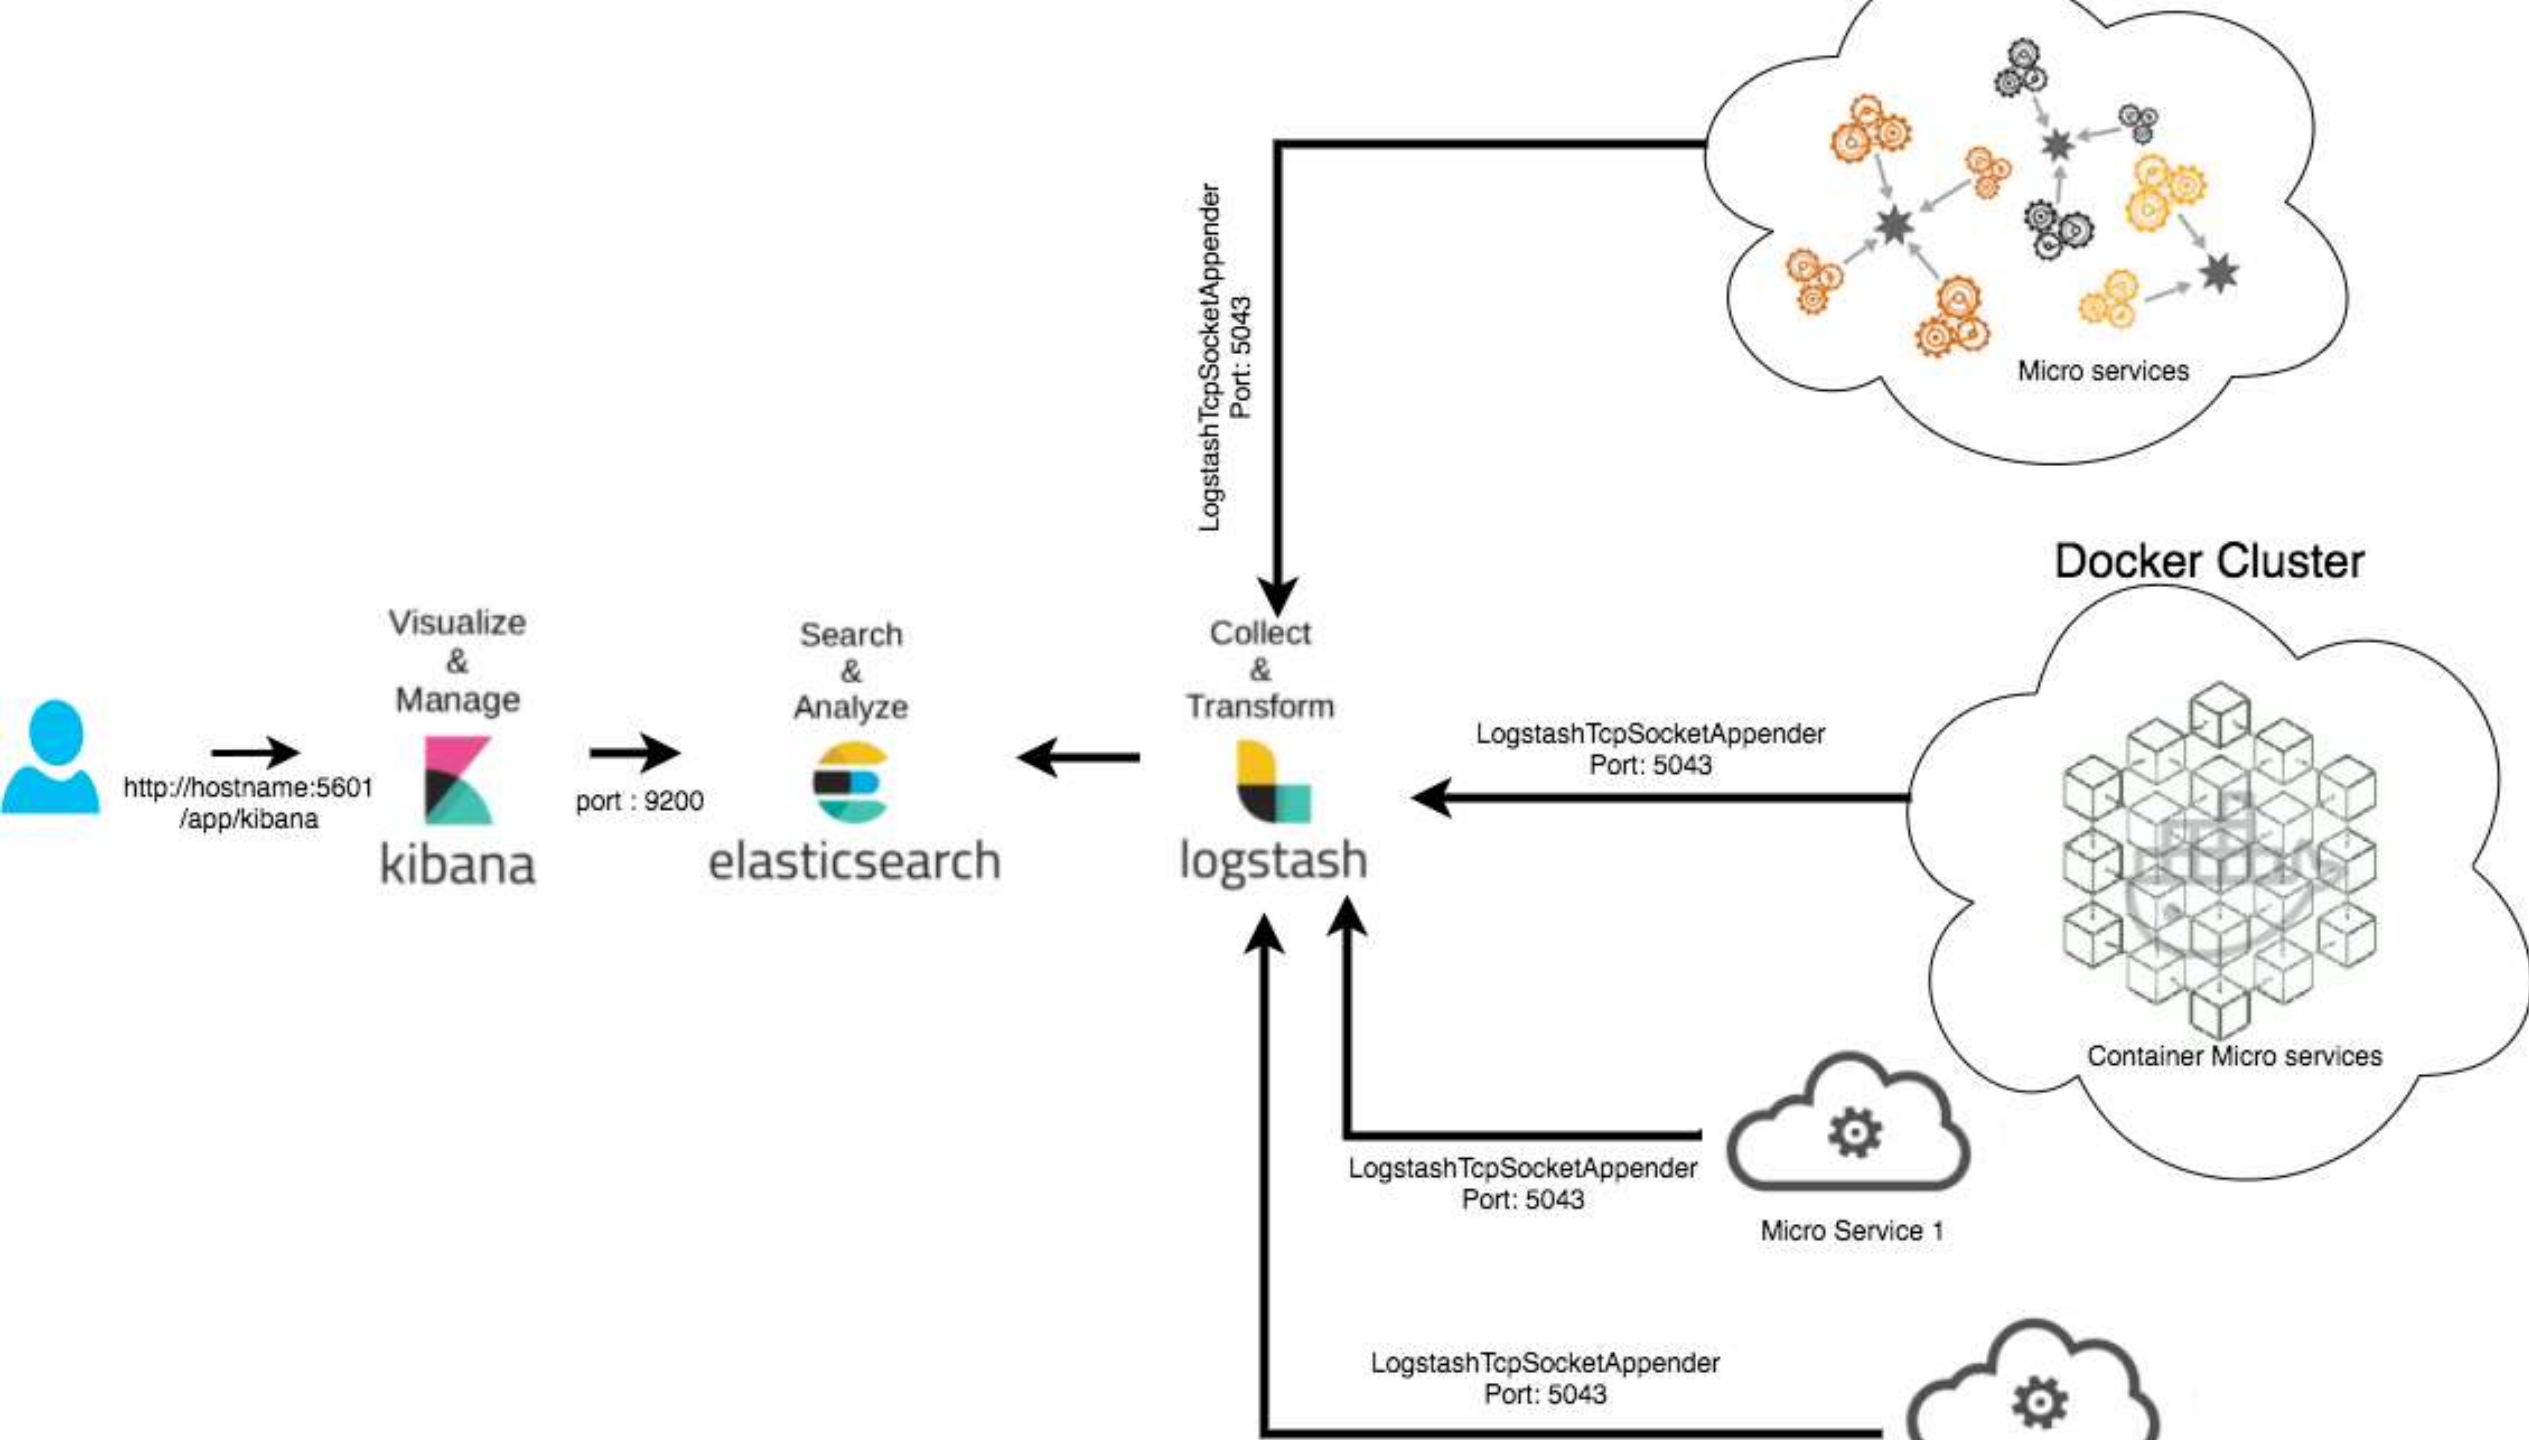 LogstashTcpSocketAppender
Port: 5043
Micro services
Docker Cluster
Visualize
&
Manage
kibana
Search
&
Analyze
elasticsearch
Collect
&
Transform
logstash
http://hostname:5601
/app/kibana
port : 9200
LogstashTcpSocketAppender
Port: 5043
Container Micro services
LogstashTcpSocketAppender
Port: 5043
Micro Service 1
LogstashTcpSocketAppender
Port: 5043